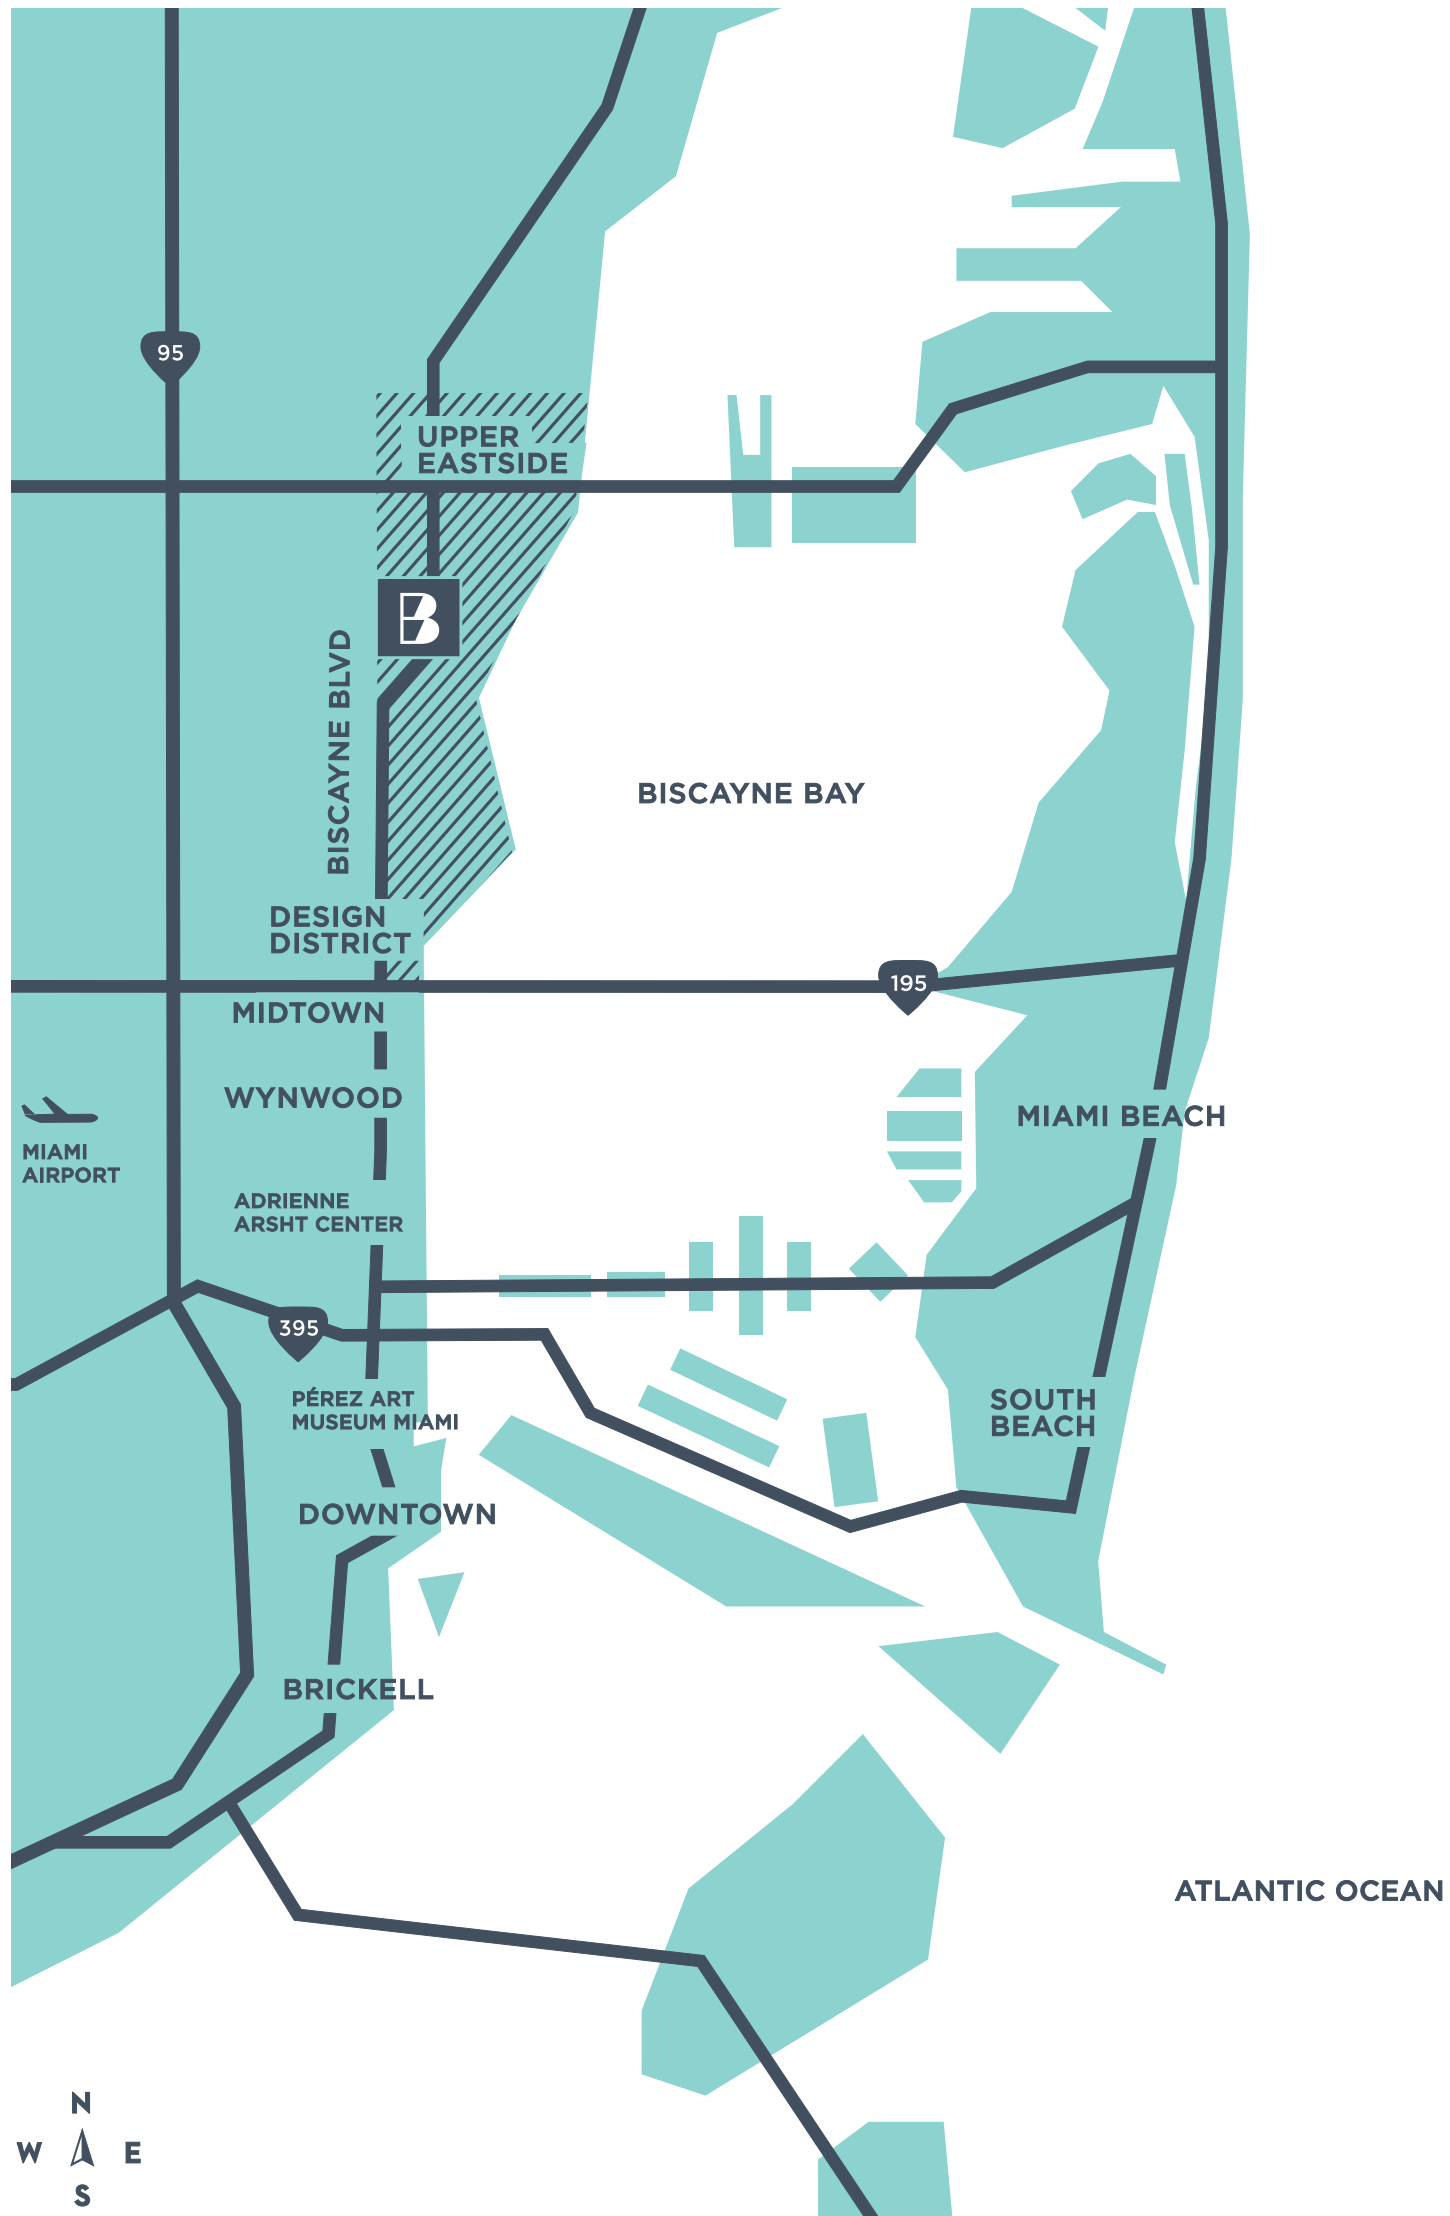 95
UPPER
EASTSIDE
B
BISCAYNE BLVD
BISCAYNE BAY
DESIGN
DISTRICT
195
MIDTOWN
WYNWOOD
MIAMI BEACH
MIAMI
AIRPORT
ADRIENNE
ARSHT CENTER
395
PÉREZ ART
MUSEUM MIAMI
SOUTH
BEACH
DOWNTOWN
BRICKELL
ATLANTIC OCEAN
N
W E
S